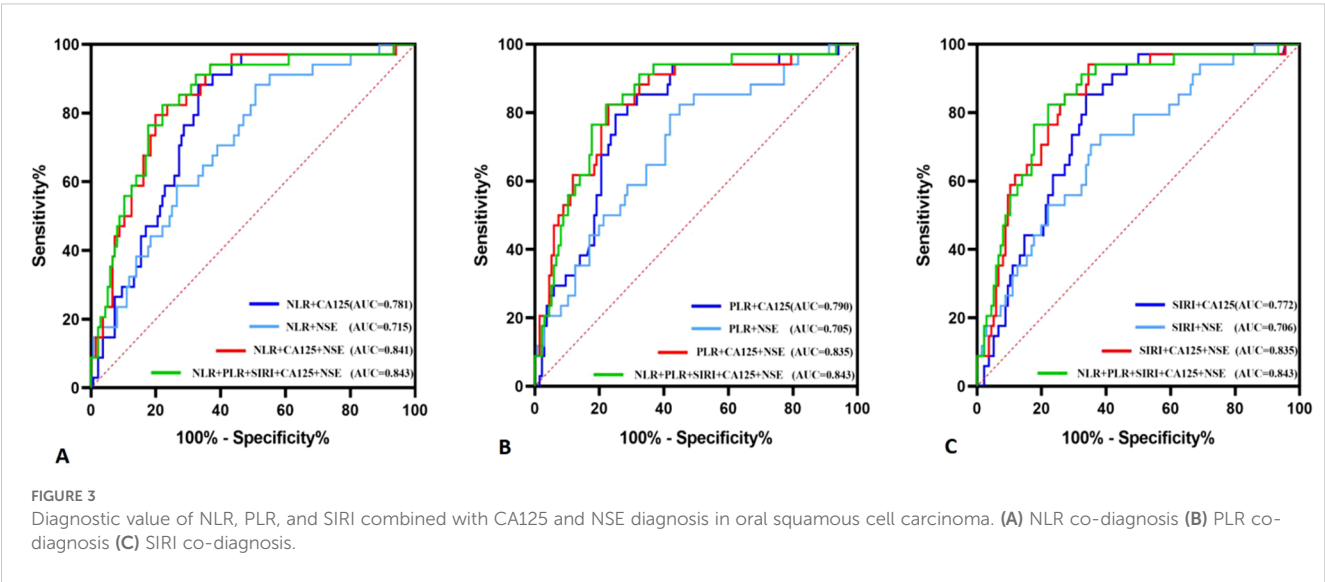 100
80
60
40
20
0
Sensitivity%
NLR+CA125(AUC=0.781)
NLR+NSE (AUC=0.715)
NLR+CA125+NSE (AUC=0.841)
NLR+PLR+SIRI+CA125+NSE (AUC=0.843)
0 20 40 60 80 100
100% - Specificity%
A
100
80
60
40
20
0
Sensitivity%
PLR+CA125(AUC=0.790)
PLR+NSE (AUC=0.705)
PLR+CA125+NSE (AUC=0.835)
NLR+PLR+SIRI+CA125+NSE (AUC=0.843)
0 20 40 60 80 100
100% - Specificity%
B
100
80
60
40
20
0
Sensitivity%
SIRI+CA125(AUC=0.772)
SIRI+NSE (AUC=0.706)
SIRI+CA125+NSE (AUC=0.835)
NLR+PLR+SIRI+CA125+NSE (AUC=0.843)
0 20 40 60 80 100
100% - Specificity%
C
FIGURE 3
Diagnostic value of NLR, PLR, and SIRI combined with CA125 and NSE diagnosis in oral squamous cell carcinoma. (A) NLR co-diagnosis (B) PLR co-
diagnosis (C) SIRI co-diagnosis.